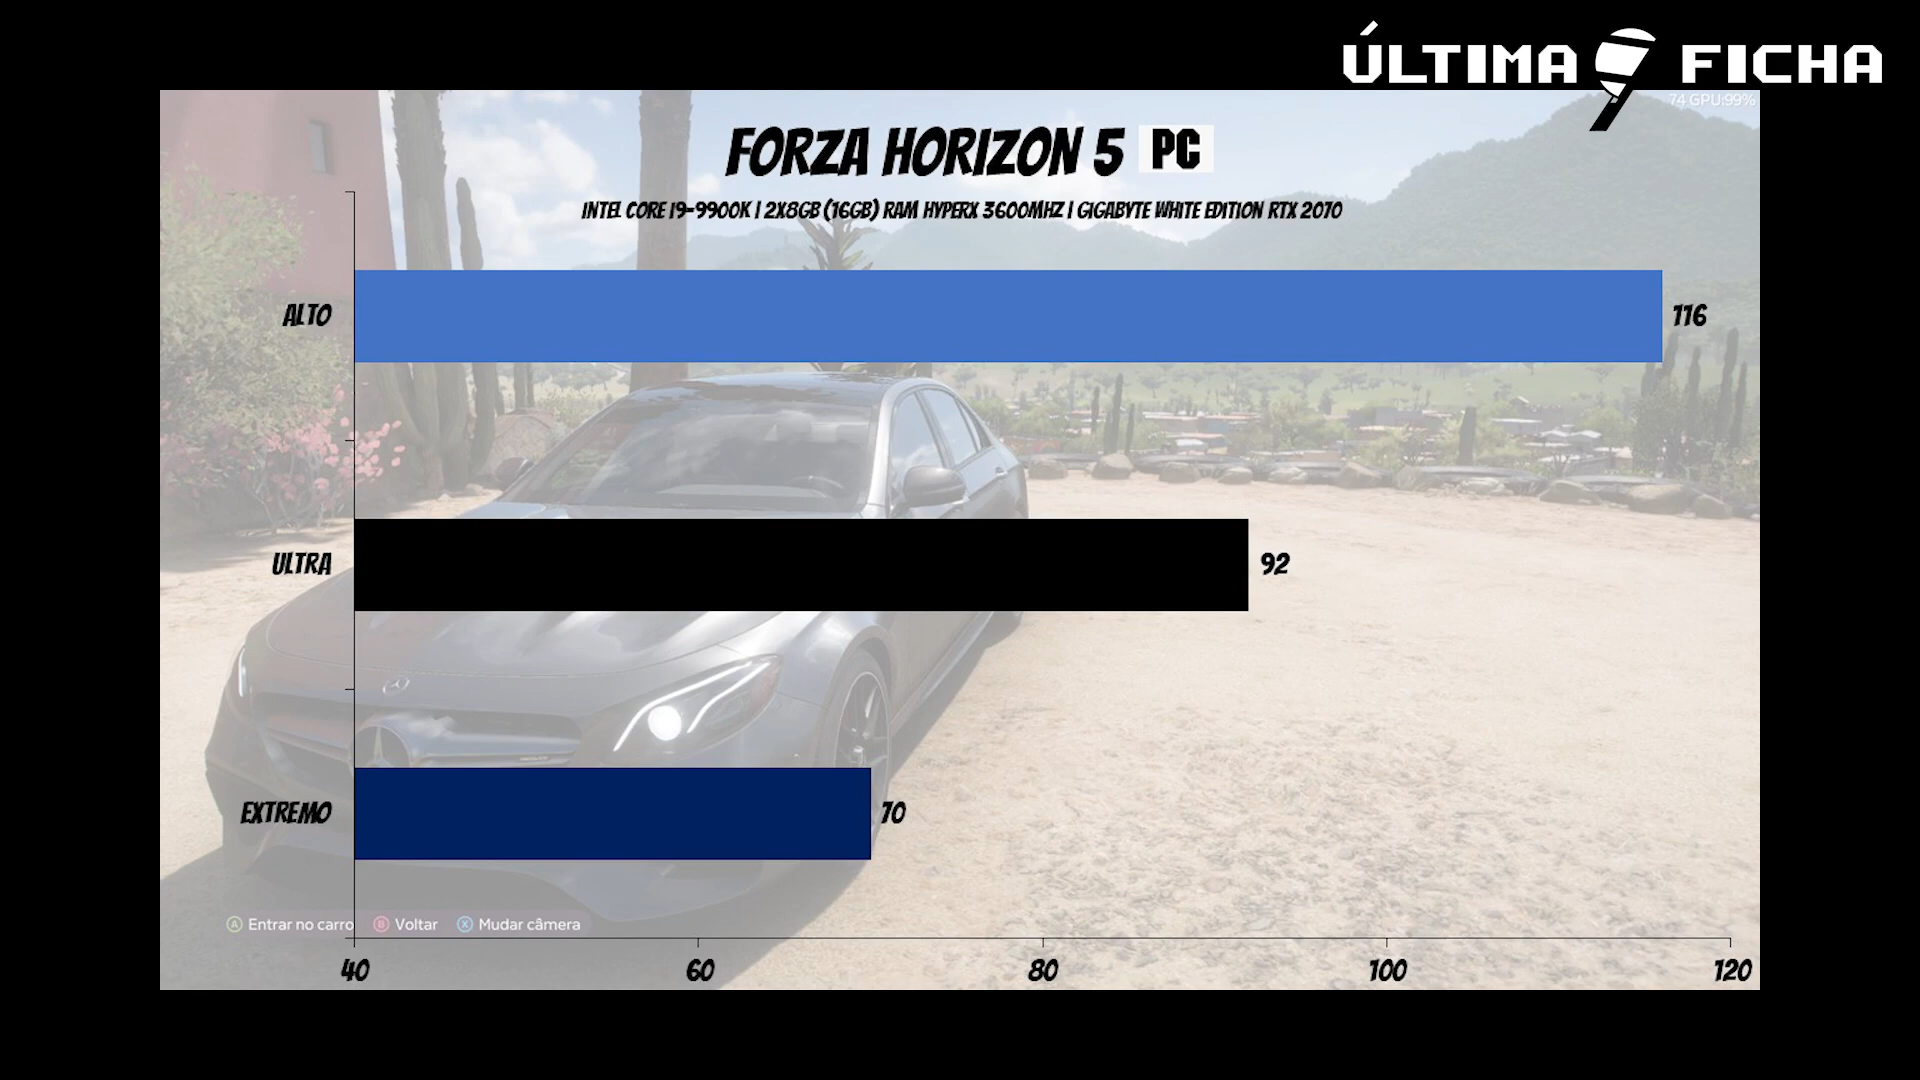 ÚLTIMA FICHA
74 GPU:99%
FORZA HORIZON 5 PC
INTEL CORE I9-9900K | 2X8GB (16GB) RAM HYPERX 3600MHZ | GIGABYTE WHITE EDITION RTX 2070
ALTO 116
ULTRA 92
EXTREMO 70
A Entrar no carro B Voltar X Mudar câmera
40 60 80 100 120